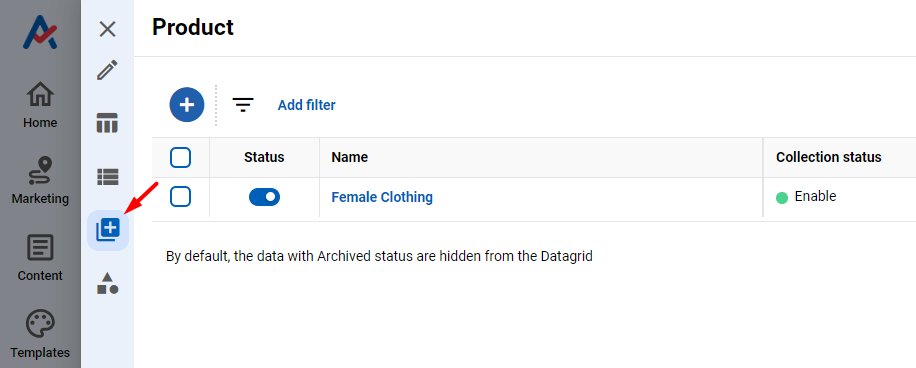 Product
Add filter
Status Name Collection status
Female Clothing Enable
By default, the data with Archived status are hidden from the Datagrid
Home
Marketing
Content
Templates